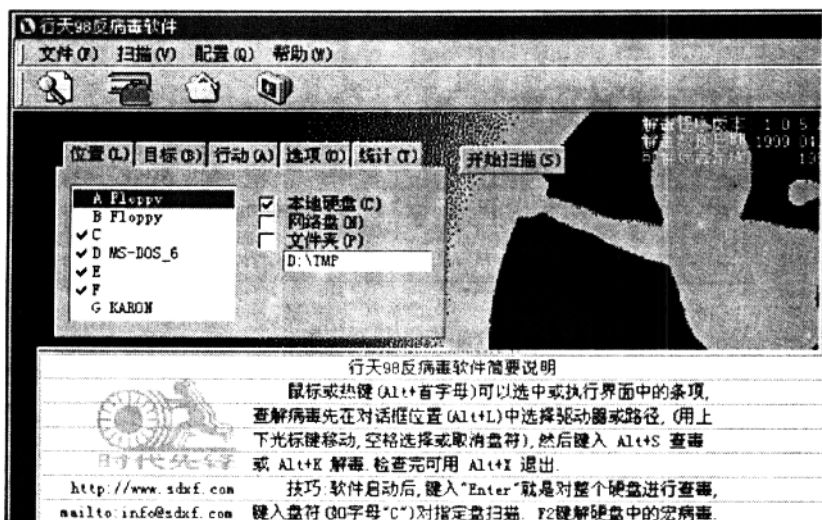 行天98反病毒软件
文件(F) 扫描(V) 配置(Q) 帮助(W)
位置(L) 目标(B) 行动(A) 选项(O) 统计(T) 开始扫描(S)
A Floppy
B Floppy
C
D MS-DOS_6
E
F
G KARON
本地硬盘(C)
网络盘(N)
文件夹(P)
D:\TMP
行天98反病毒软件简要说明
鼠标或热键(Alt+首字母)可以选中或执行界面中的条项,
查解病毒先在对话框位置(Alt+L)中选择驱动器或路径, (用上
下光标键移动,空格选择或取消盘符),然后键入 Alt+S 查毒
或 Alt+K 解毒.检查完可用 Alt+X 退出.
时代先锋
http://www.sdxf.com
mailto:info@sdxf.com
技巧:软件启动后,键入"Enter"就是对整个硬盘进行查毒,
键入盘符(如字母"C")对指定盘扫描. F2键解硬盘中的宏病毒